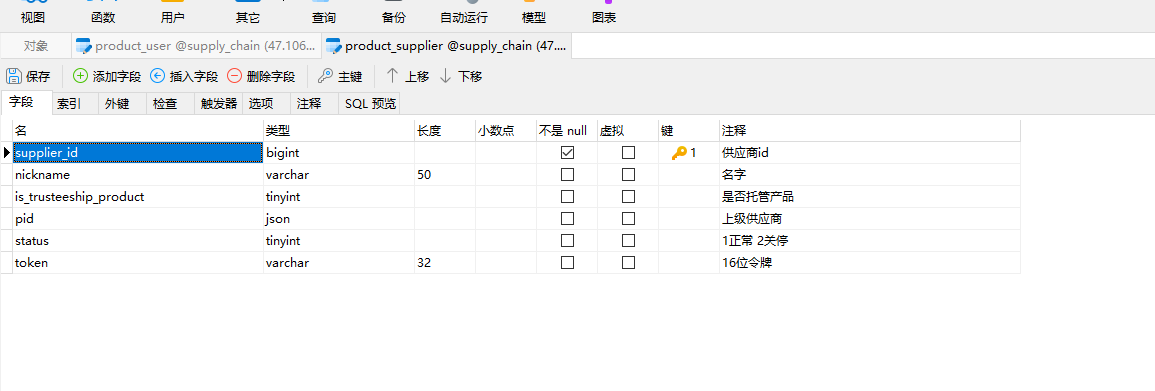 视图 函数 用户 其它 查询 备份 自动运行 模型 图表
对象 product_user @supply_chain (47.106... product_supplier @supply_chain (47....
保存 添加字段 插入字段 删除字段 主键 上移 下移
字段 索引 外键 检查 触发器 选项 注释 SQL 预览
名 类型 长度 小数点 不是 null 虚拟 键 注释
supplier_id bigint 1 供应商id
nickname varchar 50 名字
is_trusteeship_product tinyint 是否托管产品
pid json 上级供应商
status tinyint 1正常 2关停
token varchar 32 16位令牌